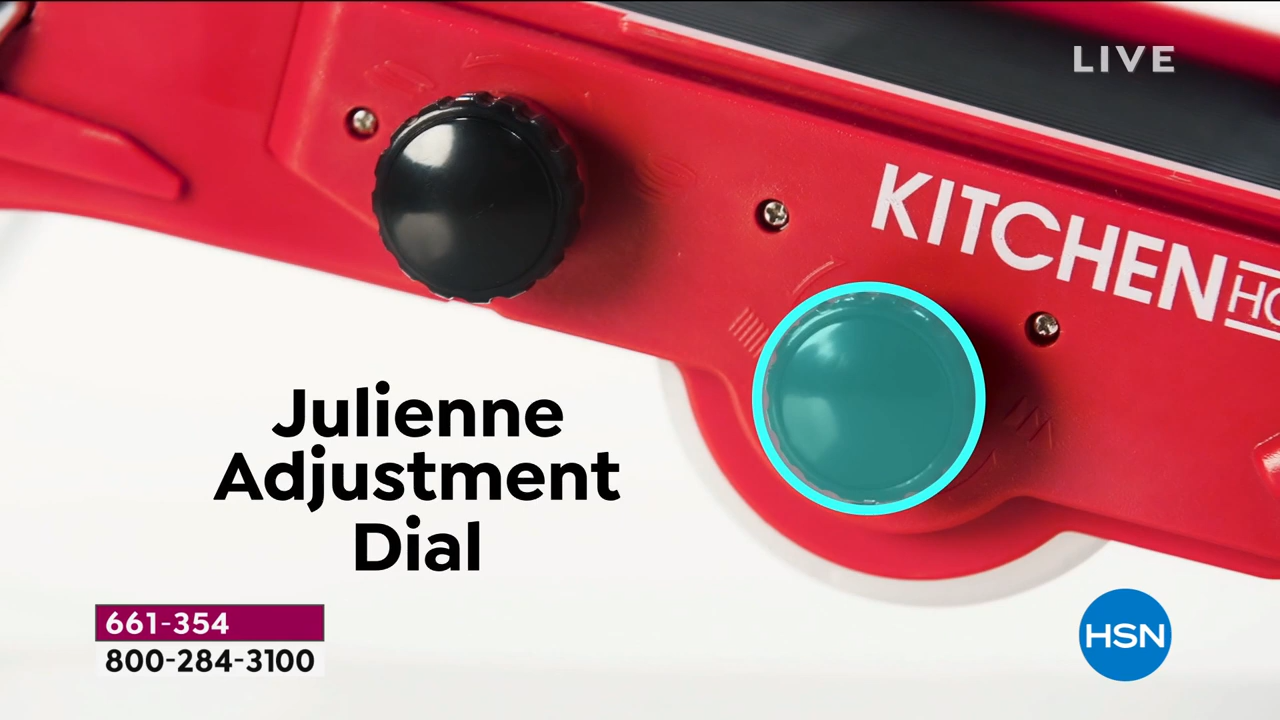 LIVE
KITCHEN
Julienne
Adjustment
Dial
661-354
800-284-3100
HSN